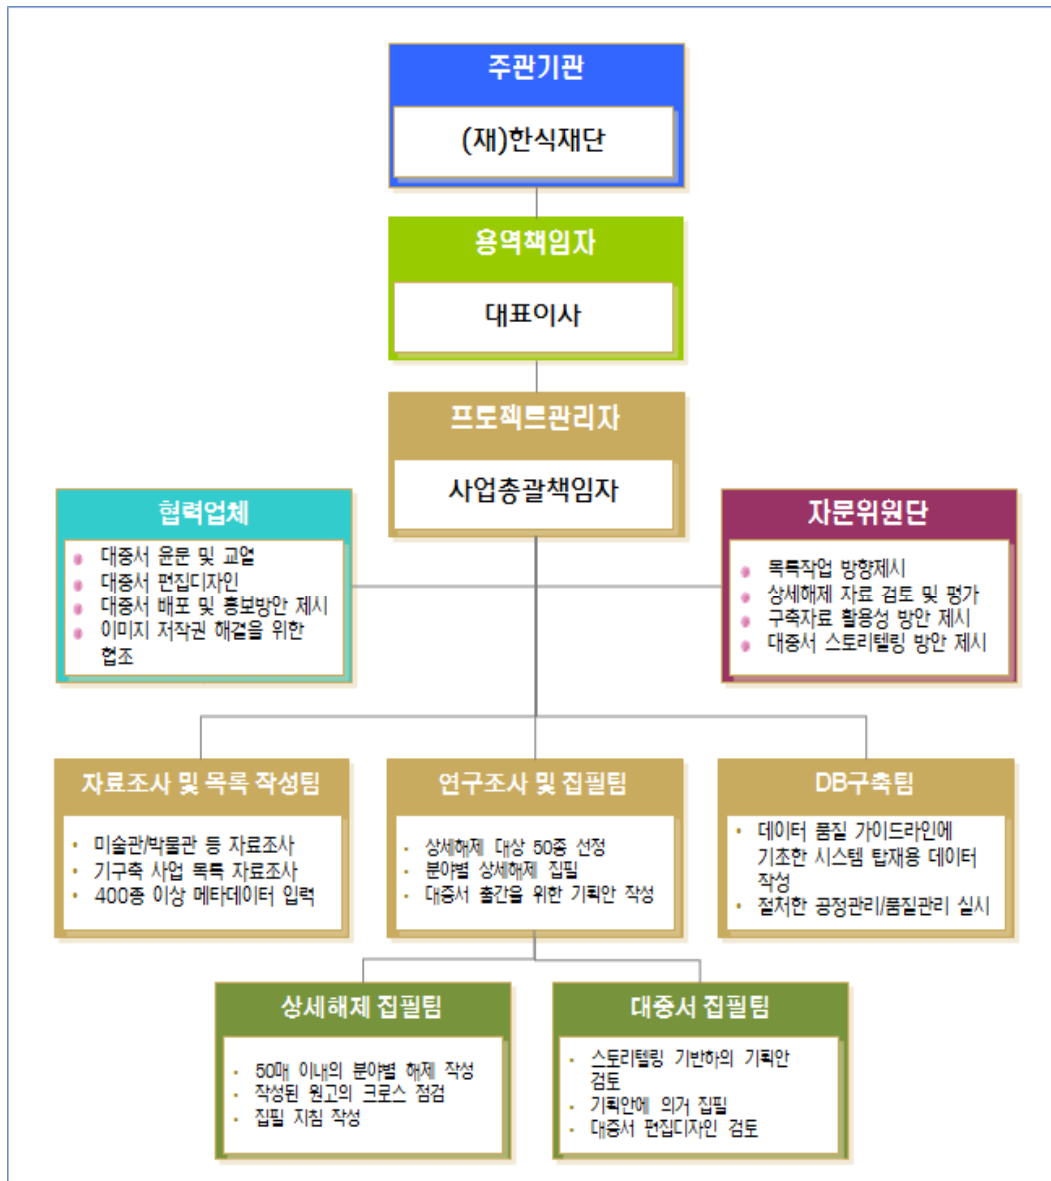 주관기관
(재)한식재단
용역책임자
대표이사
프로젝트관리자
사업총괄책임자
협력업체
대중서 윤문 및 교열
대중서 편집디자인
대중서 배포 및 홍보방안 제시
이미지 저작권 해결을 위한
협조
자문위원단
목록작업 방향제시
상세해제 자료 검토 및 평가
구축자료 활용성 방안 제시
대중서 스토리텔링 방안 제시
자료조사 및 목록 작성팀
• 미술관/박물관 등 자료조사
• 기구축 사업 목록 자료조사
• 400종 이상 메타데이터 입력
연구조사 및 집필팀
• 상세해제 대상 50종 선정
• 분야별 상세해제 집필
• 대중서 출간을 위한 기획안 작성
DB구축팀
• 데이터 품질 가이드라인에
기초한 시스템 탑재용 데이터
작성
• 철저한 공정관리/품질관리 실시
상세해제 집필팀
• 50매 이내의 분야별 해제 작성
• 작성된 원고의 크로스 점검
• 집필 지침 작성
대중서 집필팀
• 스토리텔링 기반하의 기획안
검토
• 기획안에 의거 집필
• 대중서 편집디자인 검토